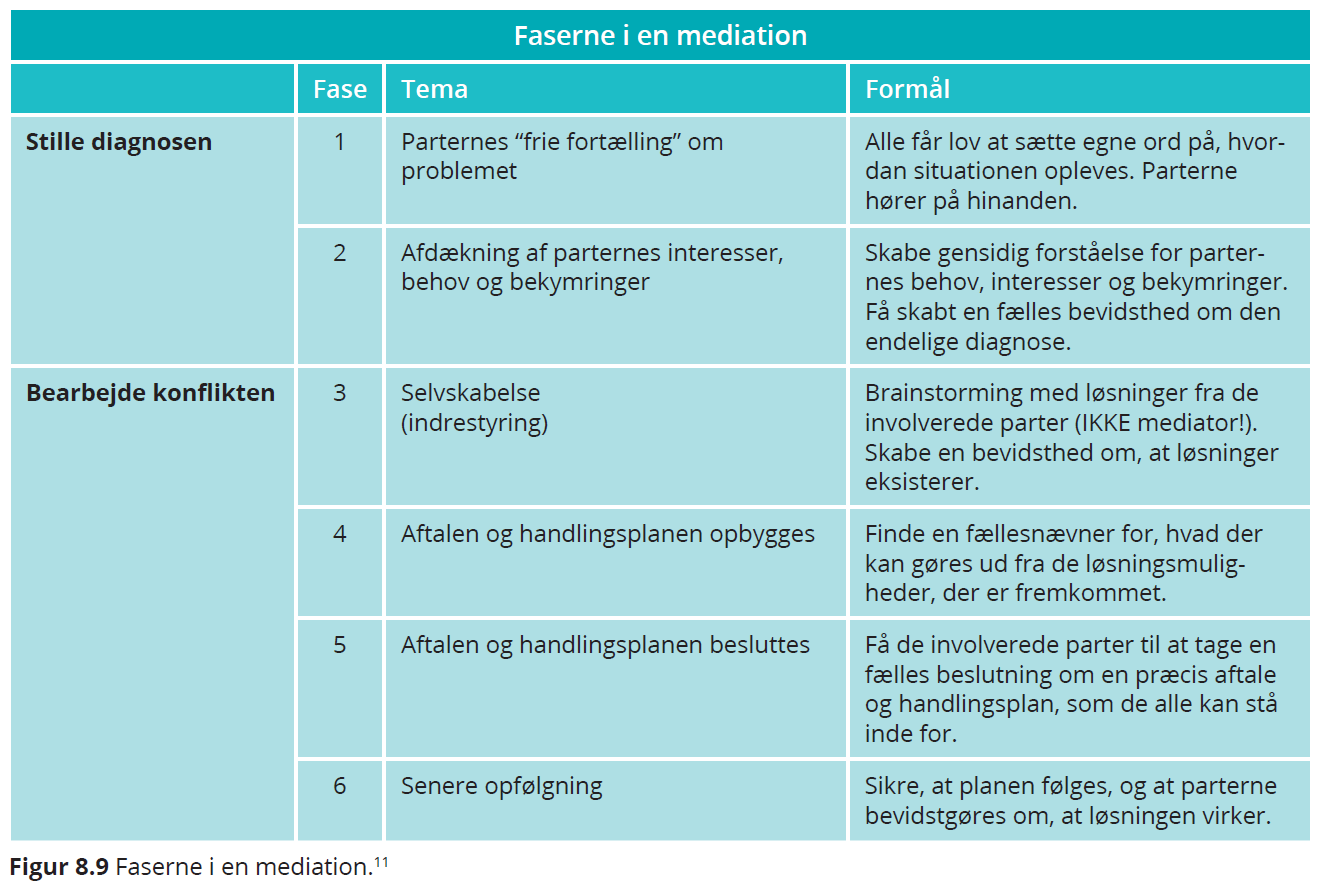 Faserne i en mediation
Fase Tema Formål
Stille diagnosen 1 Parternes “frie fortælling” om Alle får lov at sætte egne ord på, hvor-
problemet dan situationen opleves. Parterne
hører på hinanden.
2 Afdækning af parternes interesser, Skabe gensidig forståelse for parter-
behov og bekymringer nes behov, interesser og bekymringer.
Få skabt en fælles bevidsthed om den
endelige diagnose.
Bearbejde konflikten 3 Selvskabelse Brainstorming med løsninger fra de
(indrestyring) involverede parter (IKKE mediator!).
Skabe en bevidsthed om, at løsninger
eksisterer.
4 Aftalen og handlingsplanen opbygges Finde en fællesnævner for, hvad der
kan gøres ud fra de løsningsmulig-
heder, der er fremkommet.
5 Aftalen og handlingsplanen besluttes Få de involverede parter til at tage en
fælles beslutning om en præcis aftale
og handlingsplan, som de alle kan stå
inde for.
6 Senere opfølgning Sikre, at planen følges, og at parterne
bevidstgøres om, at løsningen virker.
Figur 8.9 Faserne i en mediation.¹¹